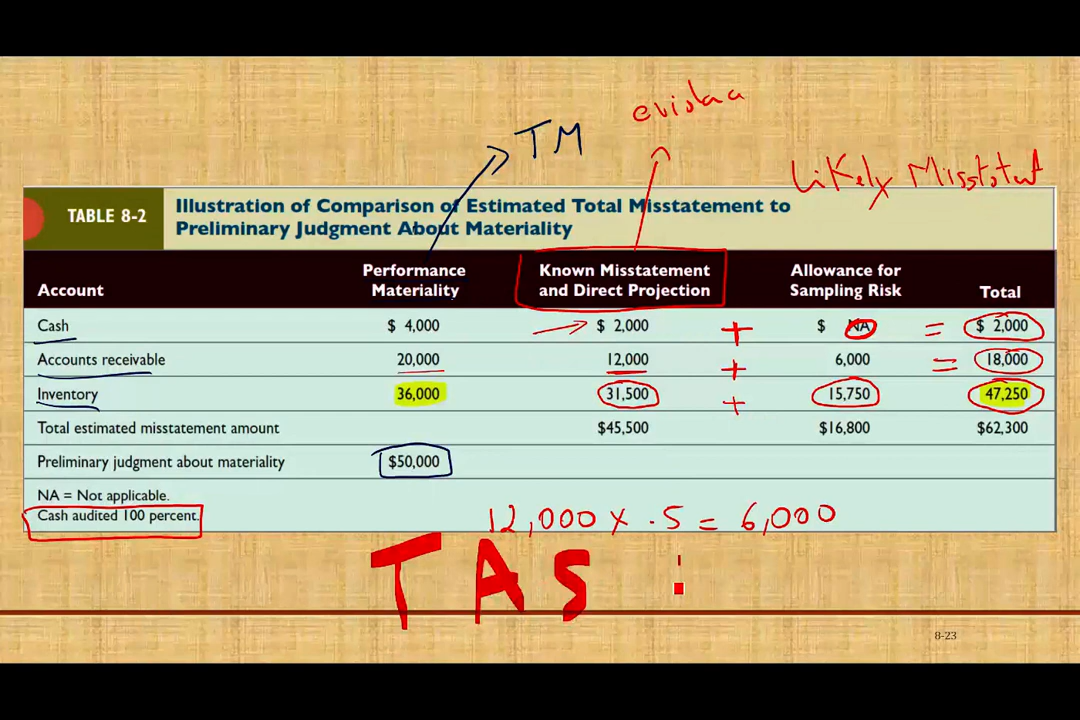 TM
Likely
TABLE 8-2 Illustration of Comparison of Estimated Total Misstatement to
Preliminary Judgment About Materiality
Account Performance Materiality Known Misstatement and Direct Projection Allowance for Sampling Risk Total
Cash $ 4,000 $ 2,000 + $ NA = $ 2,000
Accounts receivable 20,000 12,000 + 6,000 = 18,000
Inventory 36,000 31,500 + 15,750 47,250
Total estimated misstatement amount $45,500 $16,800 $62,300
Preliminary judgment about materiality $50,000
NA = Not applicable.
Cash audited 100 percent.
12,000 x .5 = 6,000
TAS
8-23